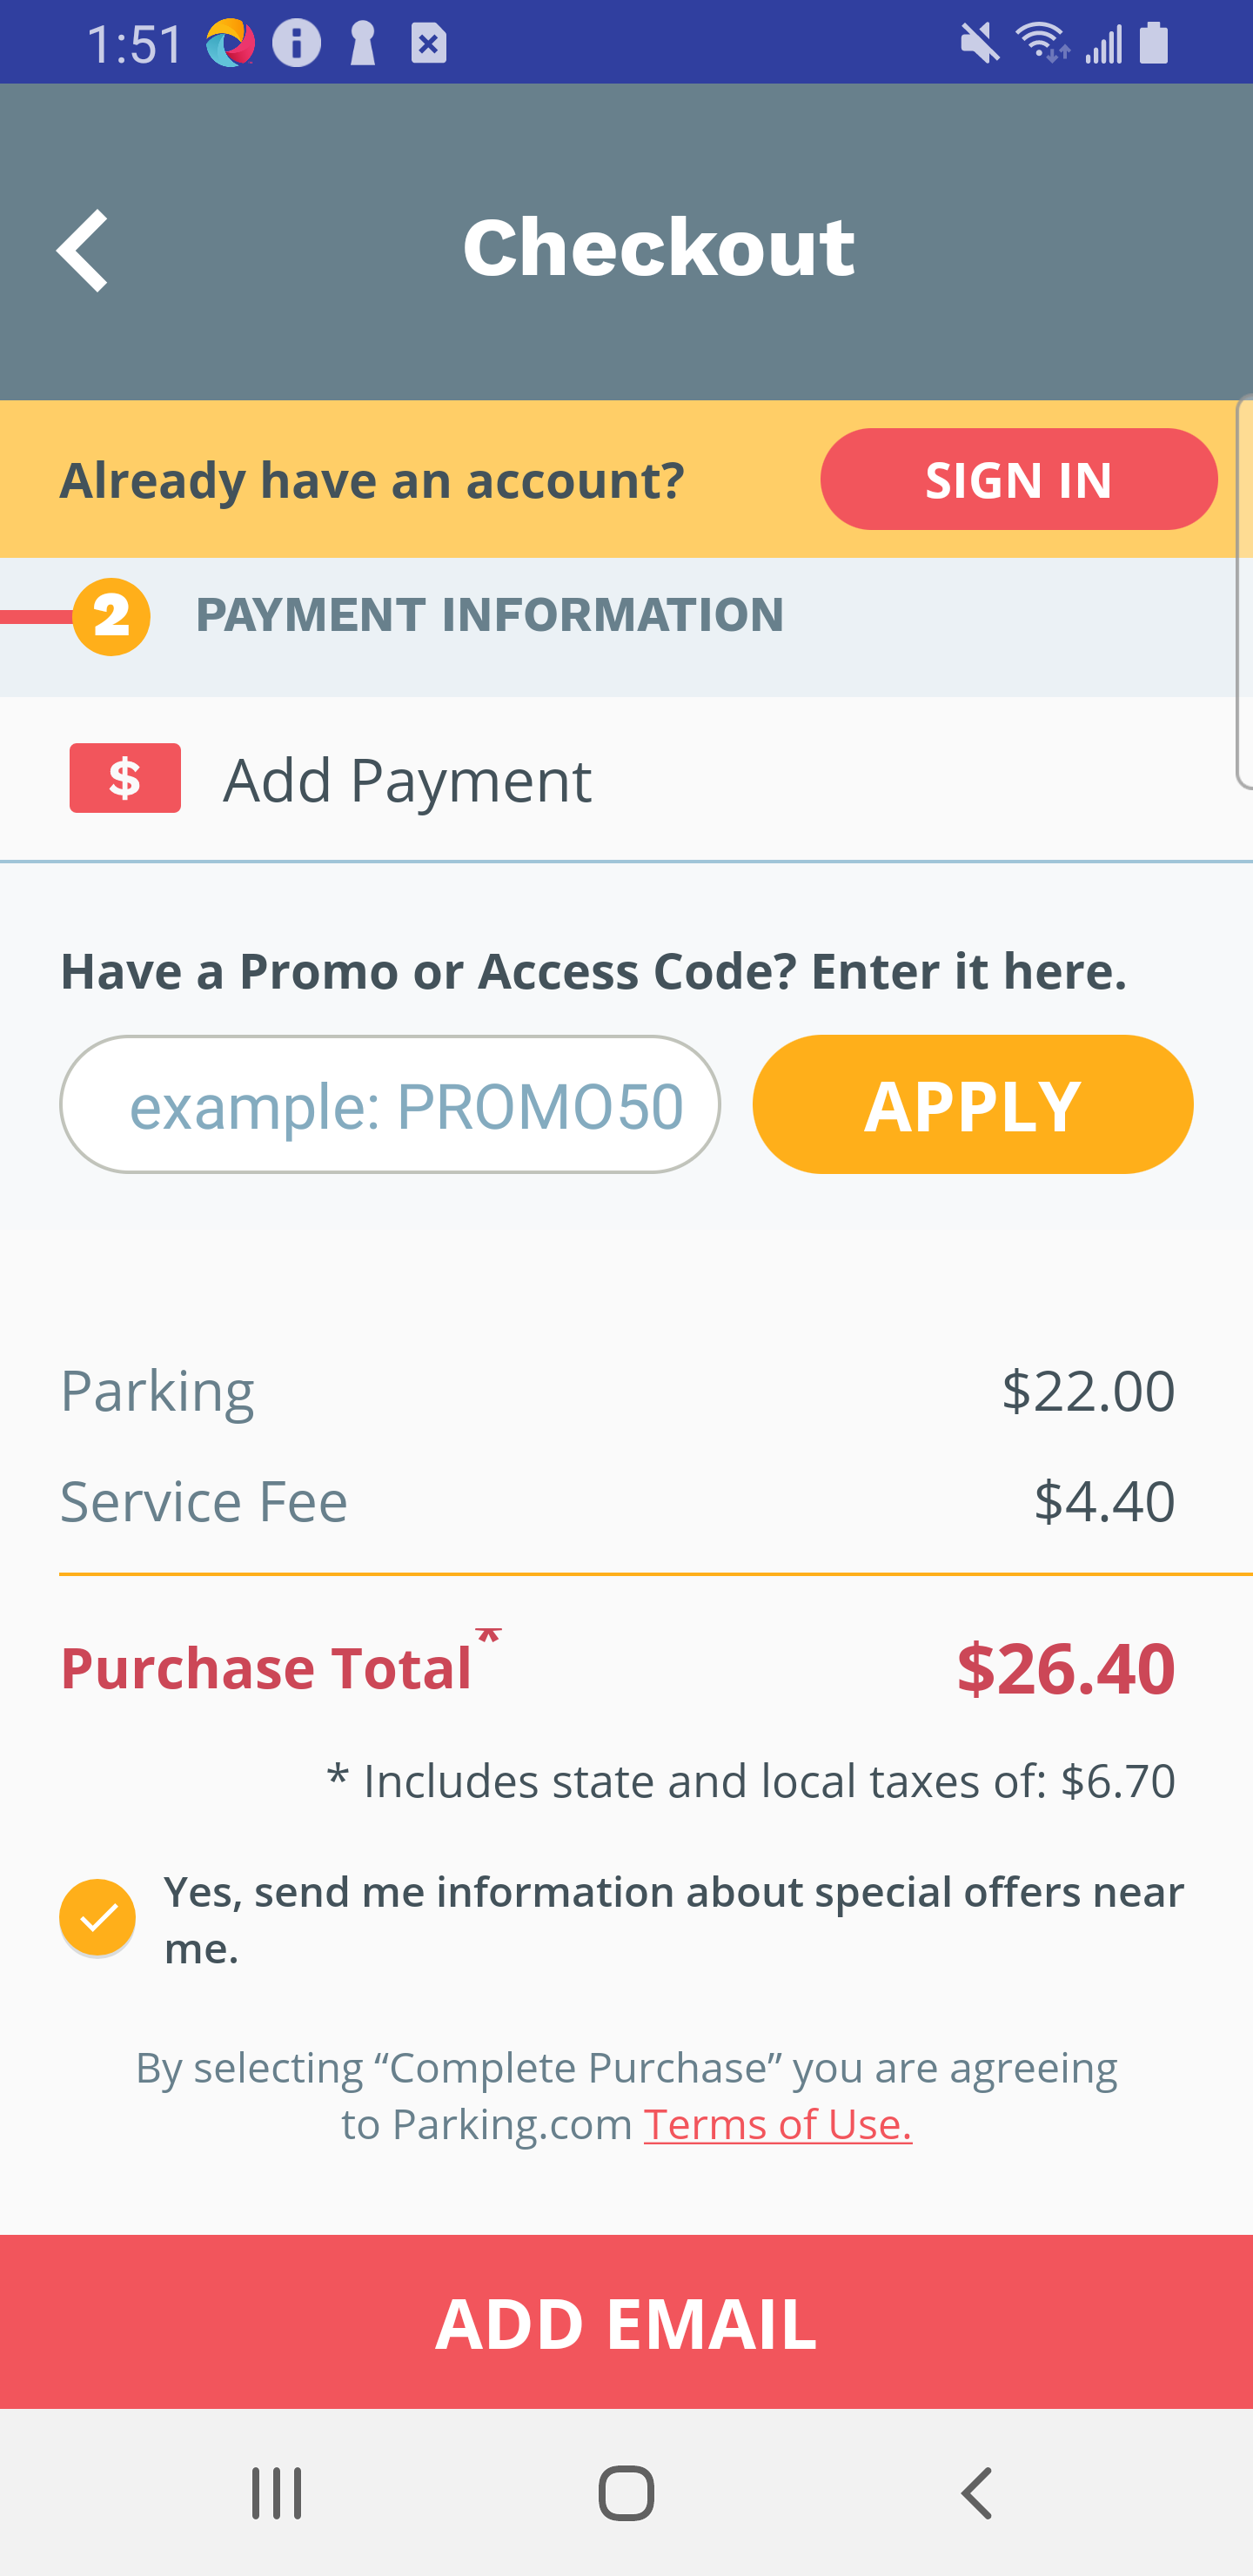 1:51
Checkout
Already have an account?
SIGN IN
2 PAYMENT INFORMATION
$ Add Payment
Have a Promo or Access Code? Enter it here.
example: PROMO50
APPLY
Parking $22.00
Service Fee $4.40
Purchase Total* $26.40
* Includes state and local taxes of: $6.70
Yes, send me information about special offers near
me.
By selecting “Complete Purchase” you are agreeing
to Parking.com Terms of Use.
ADD EMAIL